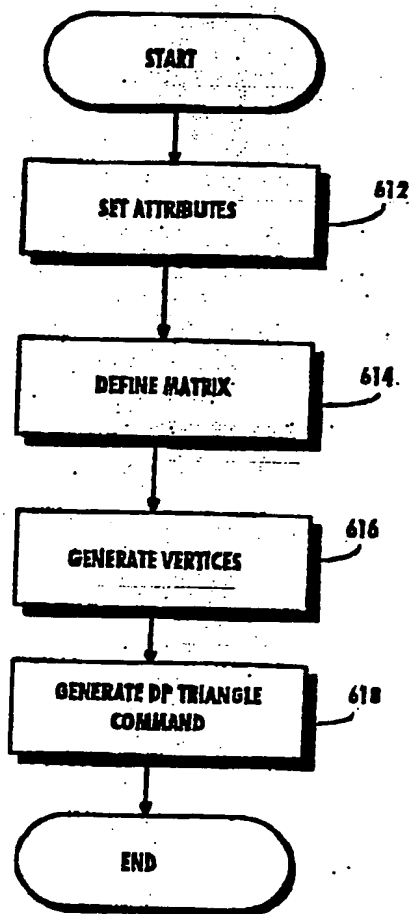 START
SET ATTRIBUTES
612
DEFINE MATRIX
614
GENERATE VERTICES
616
GENERATE DP TRIANGLE
COMMAND
618
END